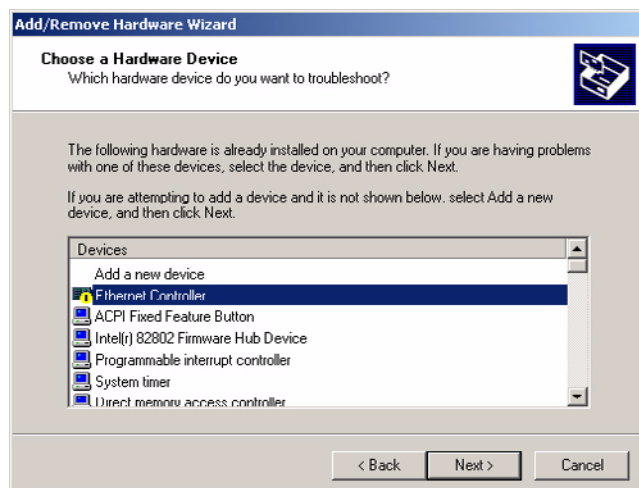 Add/Remove Hardware Wizard
Choose a Hardware Device
Which hardware device do you want to troubleshoot?
The following hardware is already installed on your computer. If you are having problems
with one of these devices, select the device, and then click Next.
If you are attempting to add a device and it is not shown below, select Add a new
device, and then click Next.
Devices
Add a new device
Ethernet Controller
ACPI Fixed Feature Button
Intel(r) 82802 Firmware Hub Device
Programmable interrupt controller
System timer
Direct memory access controller
< Back
Next >
Cancel